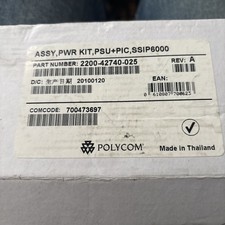 ASSY,PWR KIT,PSU+PIC,SSIP6000
PART NUMBER: 2200-42740-025 REV: A
D/C: 生产日期 20100120 EAN:
COMCODE: 700473697
POLYCOM Made in Thailand